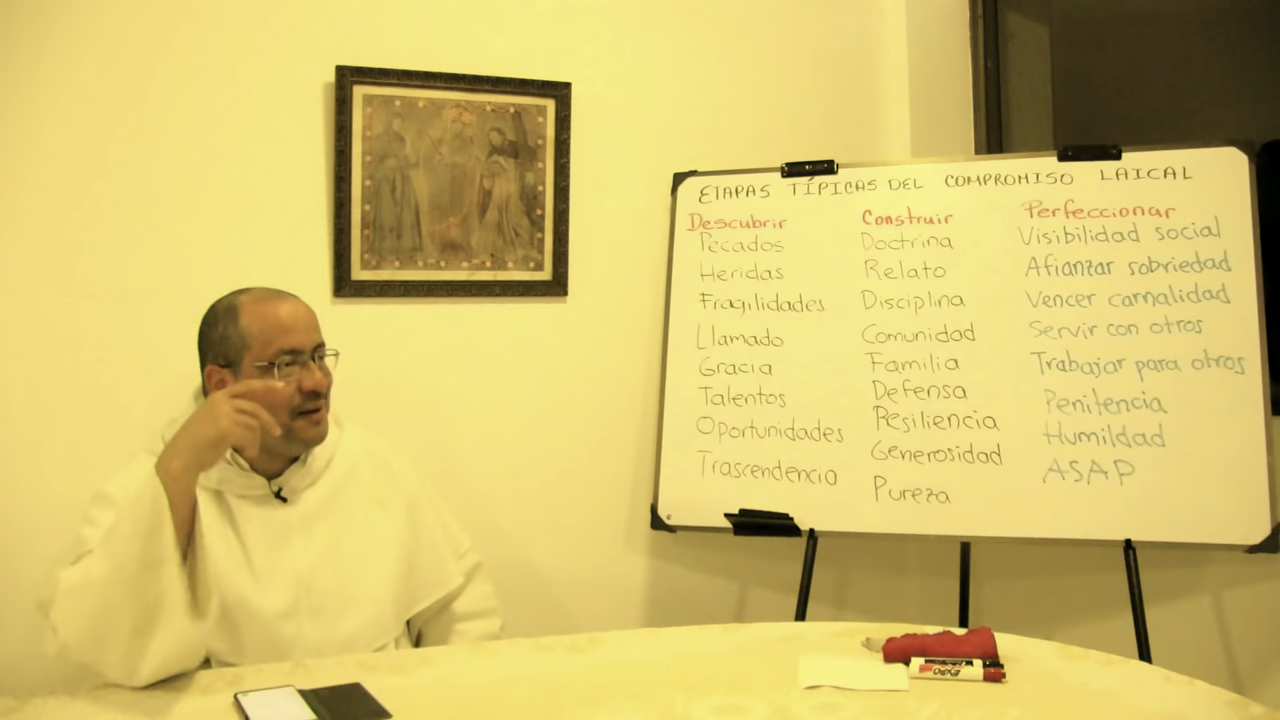 ETAPAS TÍPICAS DEL COMPROMISO LAICAL
Descubrir
Pecados
Heridas
Fragilidades
Llamado
Gracia
Talentos
Oportunidades
Trascendencia
Construir
Doctrina
Relato
Disciplina
Comunidad
Familia
Defensa
Resiliencia
Generosidad
Pureza
Perfeccionar
Visibilidad social
Afianzar sobriedad
Vencer carnalidad
Servir con otros
Trabajar para otros
Penitencia
Humildad
ASAP
EXPO